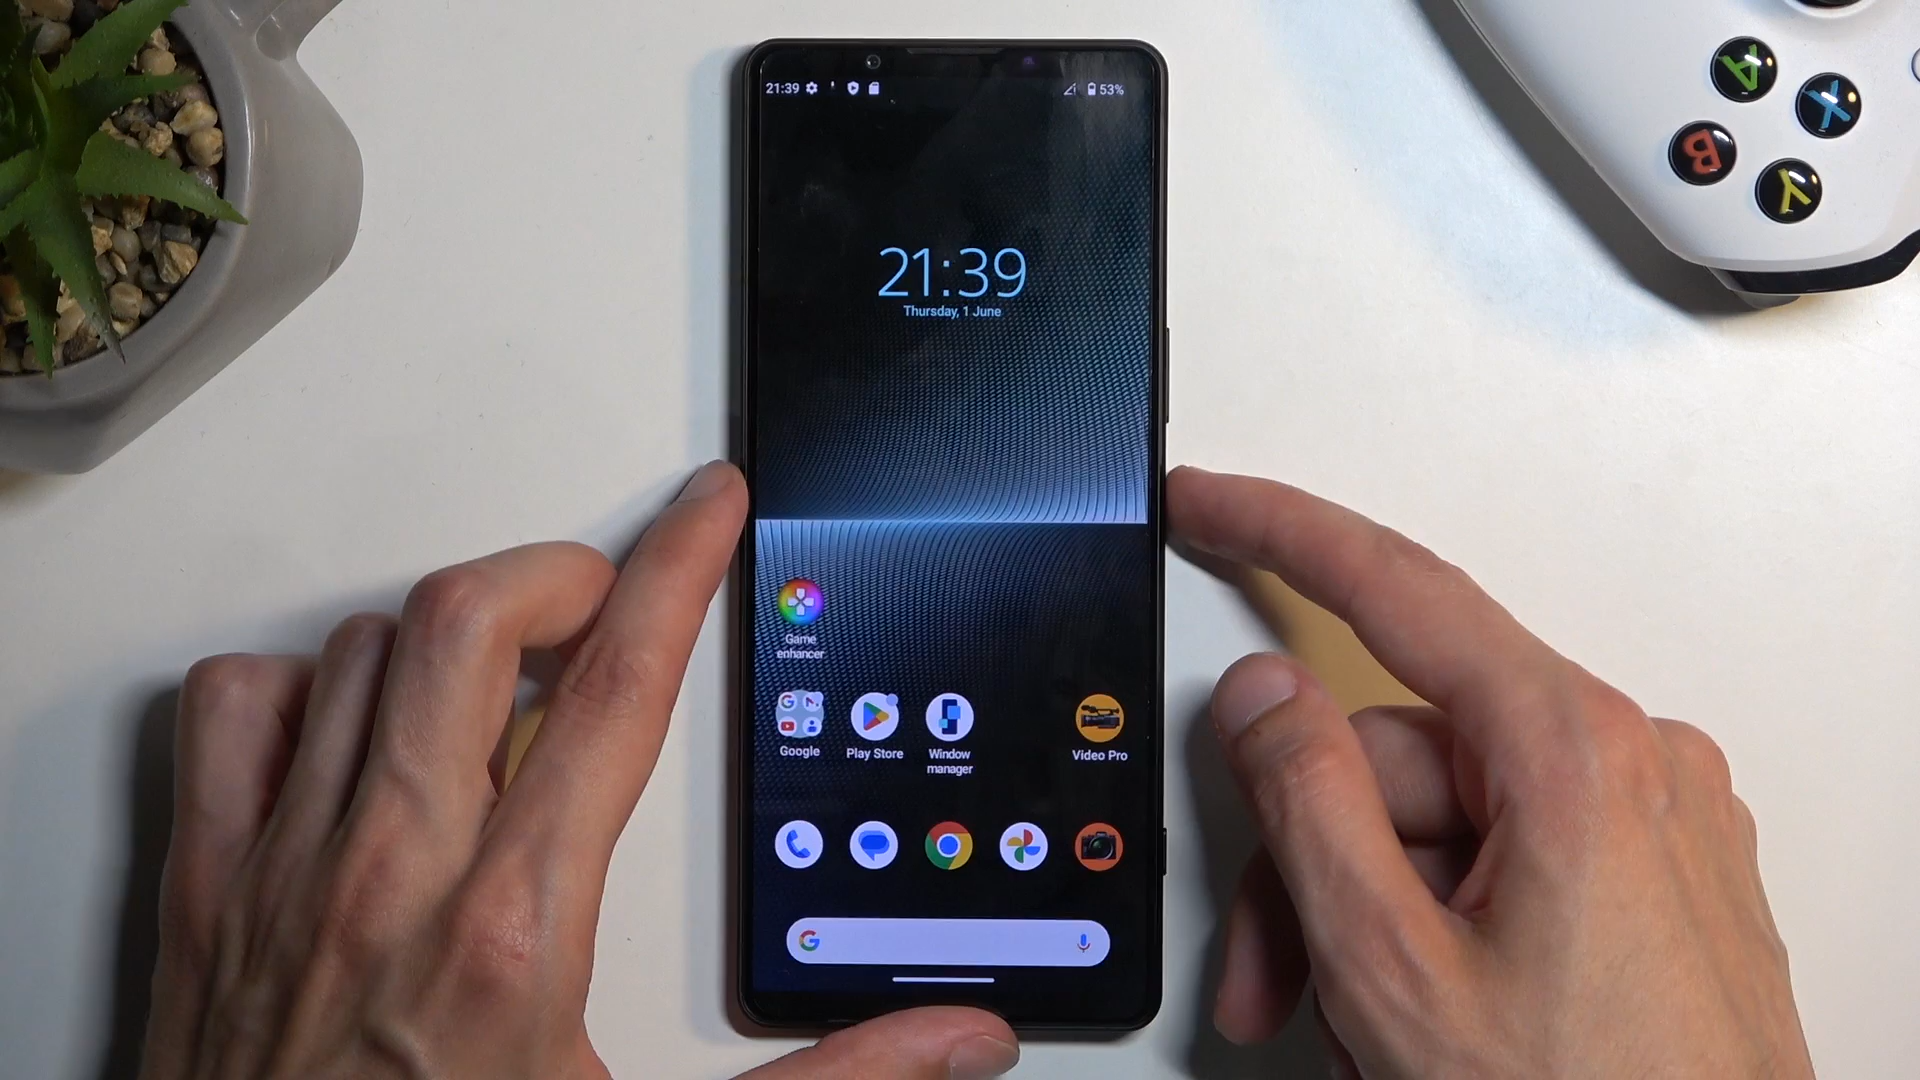 21:39
53%
21:39
Thursday, 1 June
Game
enhancer
Google
Play Store
Window
manager
Video Pro
G
A
X
B
Y